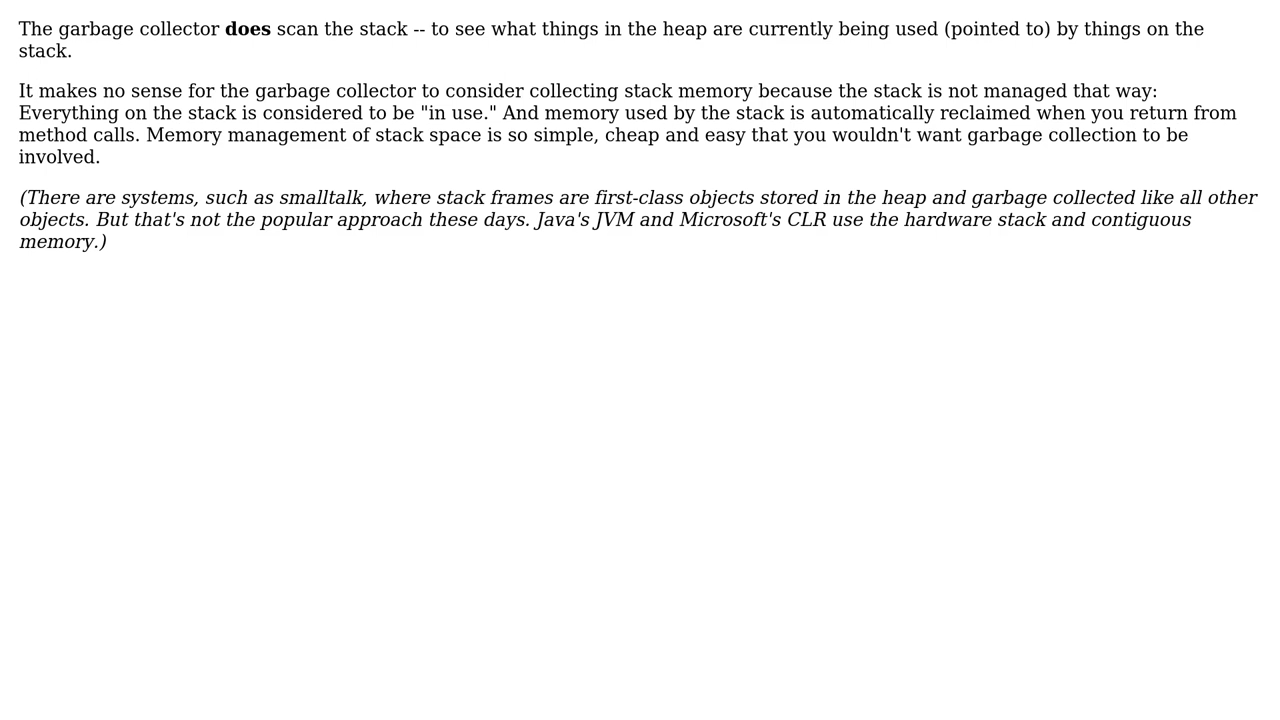 The garbage collector does scan the stack -- to see what things in the heap are currently being used (pointed to) by things on the
stack.
It makes no sense for the garbage collector to consider collecting stack memory because the stack is not managed that way:
Everything on the stack is considered to be "in use." And memory used by the stack is automatically reclaimed when you return from
method calls. Memory management of stack space is so simple, cheap and easy that you wouldn't want garbage collection to be
involved.
(There are systems, such as smalltalk, where stack frames are first-class objects stored in the heap and garbage collected like all other
objects. But that's not the popular approach these days. Java's JVM and Microsoft's CLR use the hardware stack and contiguous
memory.)